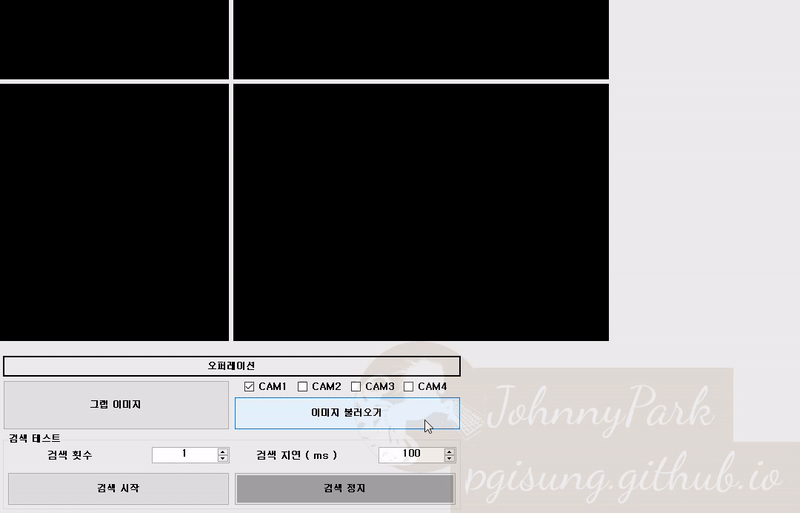 오퍼레이션
CAM1 CAM2 CAM3 CAM4
그랩 이미지
이미지 불러오기
검색 테스트
검색 횟수 1 검색 지연 ( ms ) 100
검색 시작 검색 정지
JohnnyPark
pgisung.github.io